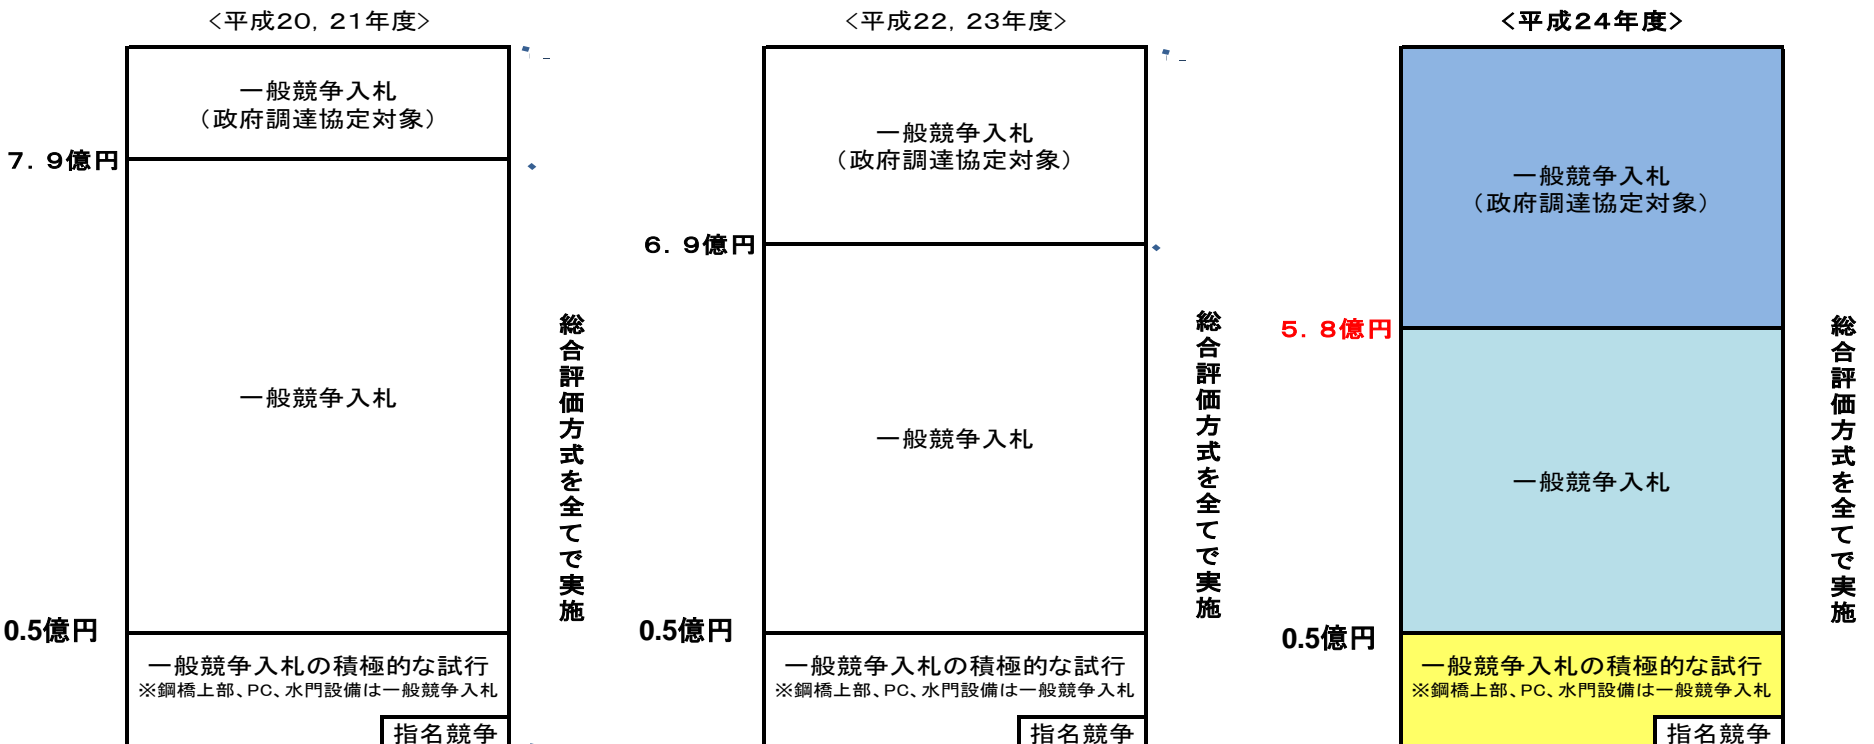 <平成20，21年度>
一般競争入札
（政府調達協定対象）
7．9億円
一般競争入札
総合評価方式を全てで実施
0.5億円
一般競争入札の積極的な試行
※鋼橋上部、PC、水門設備は一般競争入札
指名競争
<平成22，23年度>
一般競争入札
（政府調達協定対象）
6．9億円
一般競争入札
総合評価方式を全てで実施
0.5億円
一般競争入札の積極的な試行
※鋼橋上部、PC、水門設備は一般競争入札
指名競争
<平成24年度>
一般競争入札
（政府調達協定対象）
5．8億円
一般競争入札
総合評価方式を全てで実施
0.5億円
一般競争入札の積極的な試行
※鋼橋上部、PC、水門設備は一般競争入札
指名競争